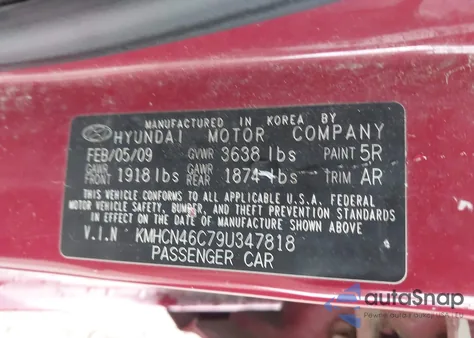 MANUFACTURED IN KOREA BY
HYUNDAI MOTOR COMPANY
FEB/05/09 GVWR 3638 lbs PAINT 5R
GAWR FRONT 1918 lbs GAWR REAR 1874 lbs TRIM AR
THIS VEHICLE CONFORMS TO ALL APPLICABLE U.S.A. FEDERAL
MOTOR VEHICLE SAFETY, BUMPER, AND THEFT PREVENTION STANDARDS
IN EFFECT ON THE DATE OF MANUFACTURE SHOWN ABOVE.
V.I.N KMHCN46C79U347818
PASSENGER CAR
autoSnap